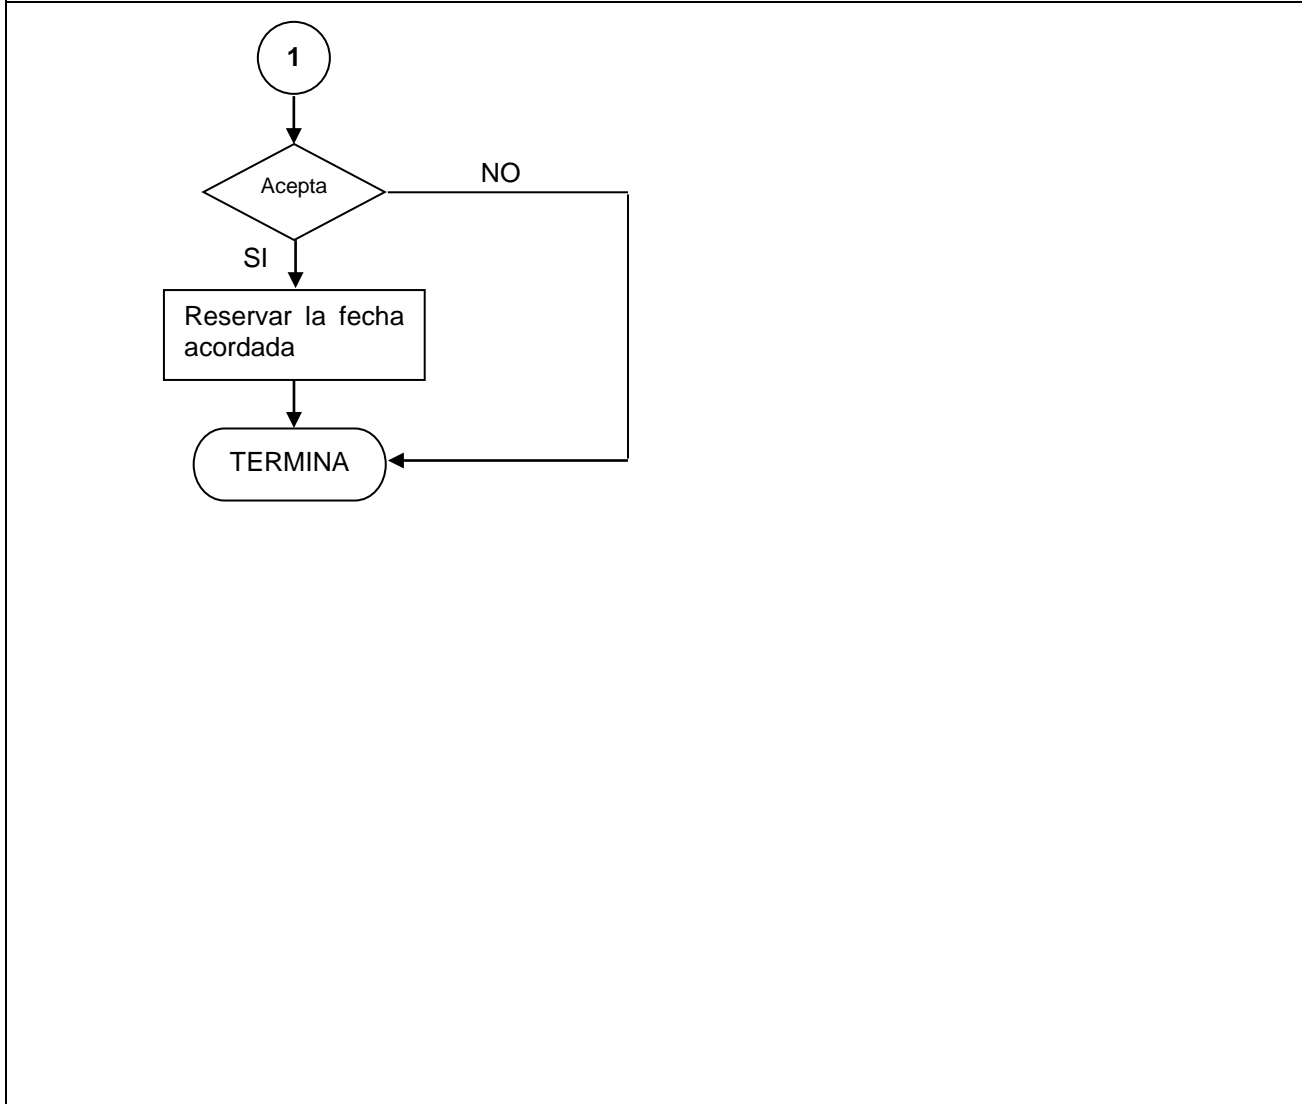 1
Acepta
NO
SI
Reservar la fecha
acordada
TERMINA